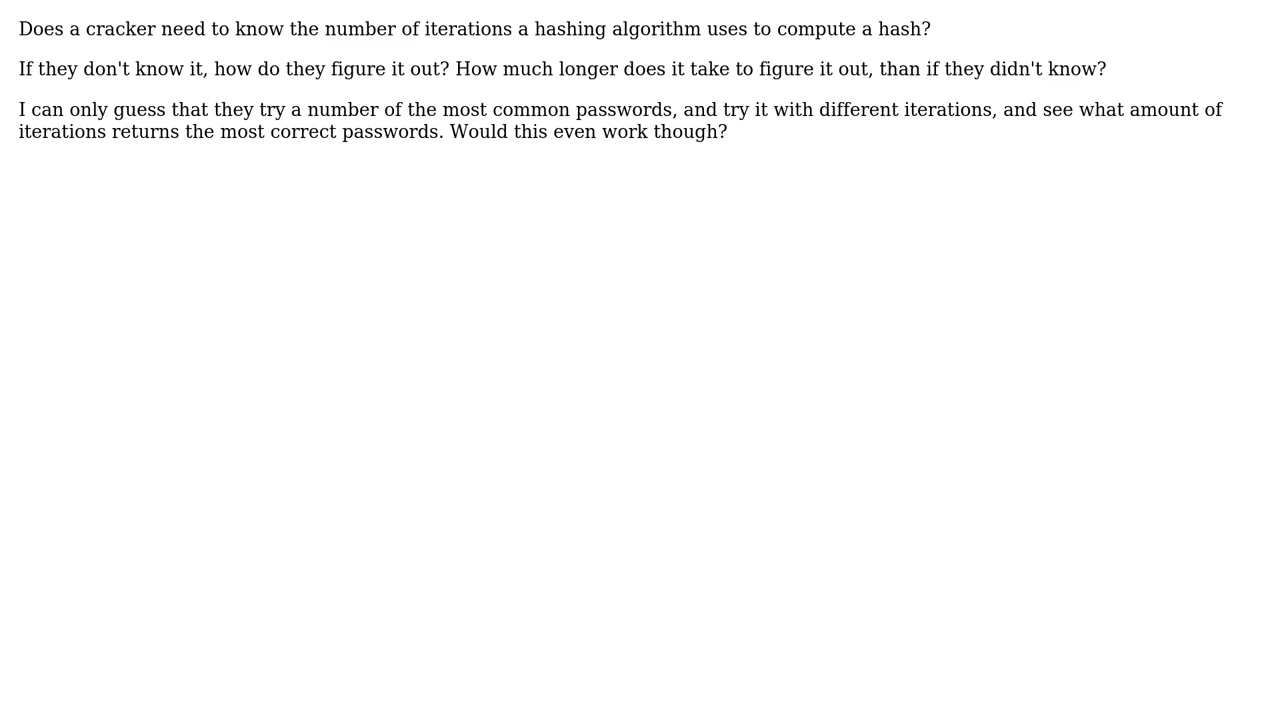 Does a cracker need to know the number of iterations a hashing algorithm uses to compute a hash?
If they don't know it, how do they figure it out? How much longer does it take to figure it out, than if they didn't know?
I can only guess that they try a number of the most common passwords, and try it with different iterations, and see what amount of
iterations returns the most correct passwords. Would this even work though?